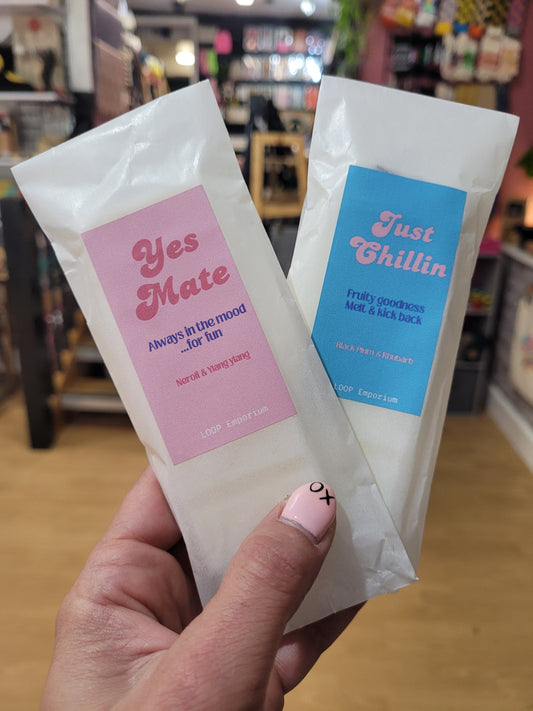 Yes
Mate
Always in the mood
...for fun
Neroli & Ylang ylang
LOOP Emporium
Just
Chillin
Fruity goodness
Melt & kick back
Black Plum & Rhubarb
LOOP Emporium
OX